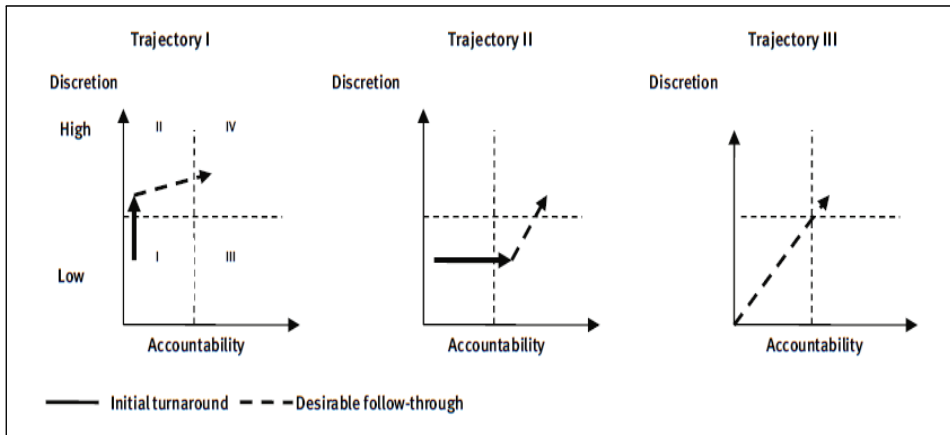 Trajectory I Trajectory II Trajectory III
Discretion Discretion Discretion
High II IV
I III
Low
Accountability Accountability Accountability
Initial turnaround Desirable follow-through